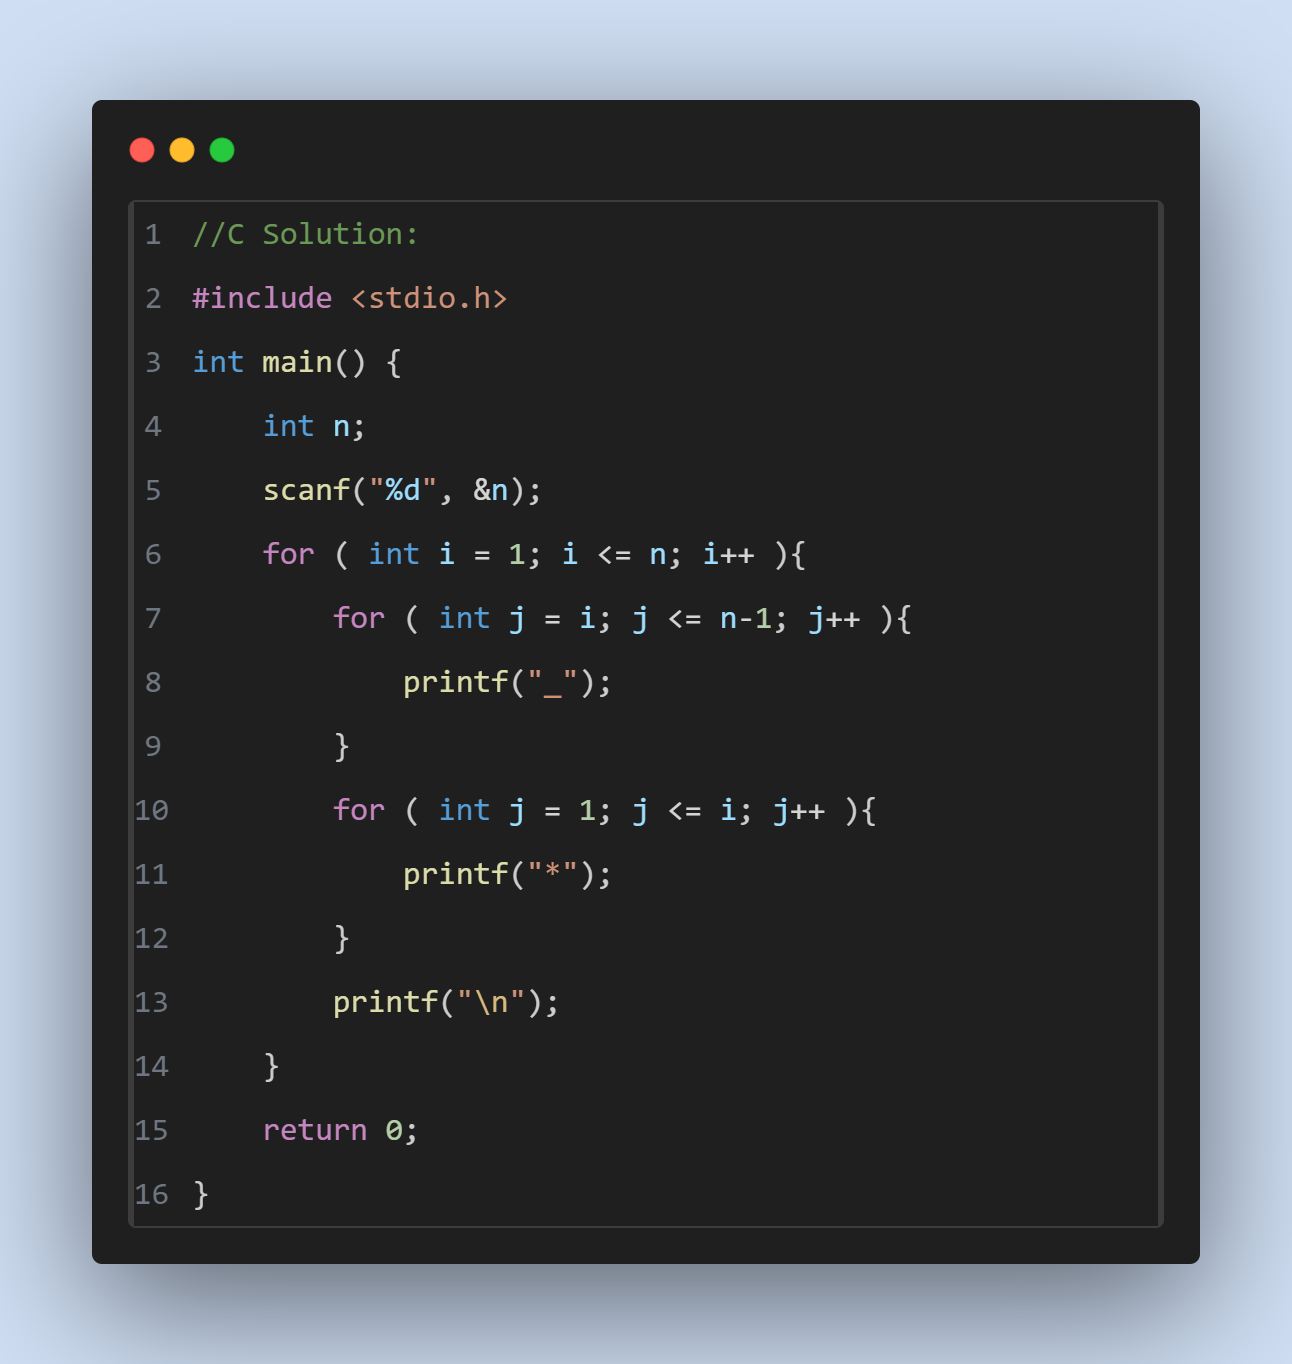 1 //C Solution:
2 #include <stdio.h>
3 int main() {
4     int n;
5     scanf("%d", &n);
6     for ( int i = 1; i <= n; i++ ){
7         for ( int j = i; j <= n-1; j++ ){
8             printf("_");
9         }
10         for ( int j = 1; j <= i; j++ ){
11             printf("*");
12         }
13         printf("\n");
14     }
15     return 0;
16 }